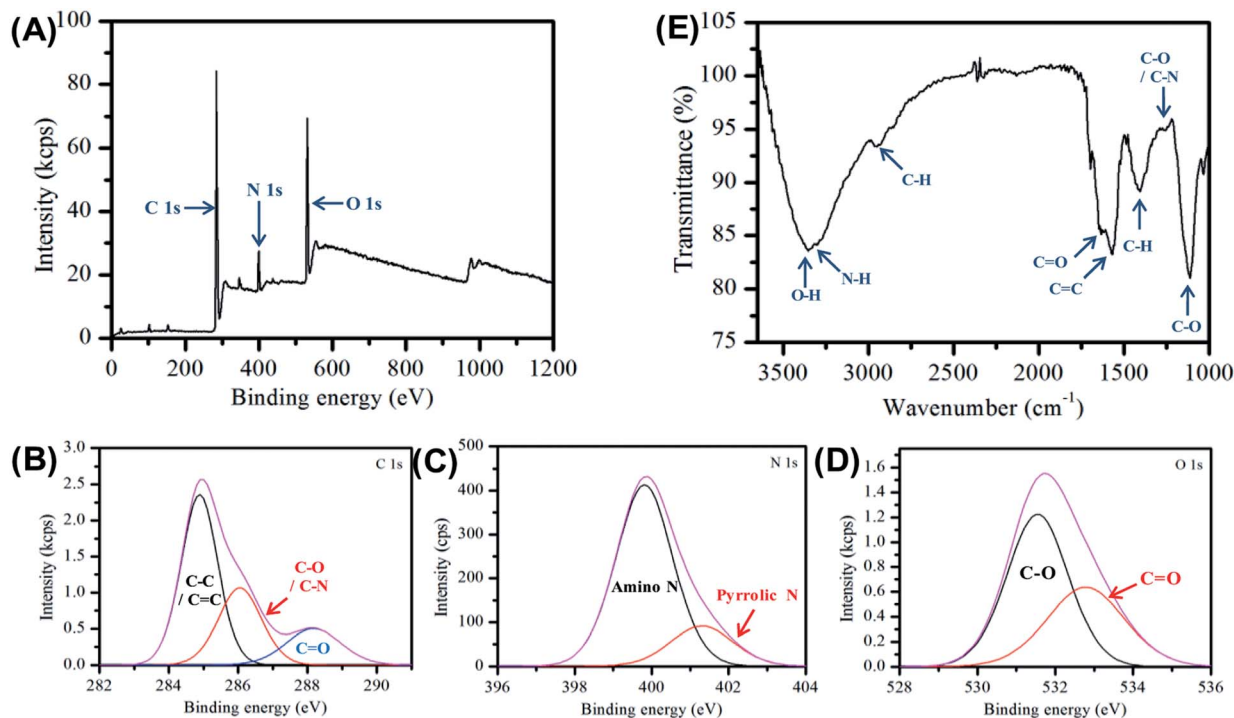 (A)
100
80
60
40
20
0
Intensity (kcps)
C 1s
N 1s
O 1s
0 200 400 600 800 1000 1200
Binding energy (eV)
(E)
100
95
90
85
80
75
Transmittance (%)
C-O
/ C-N
C-H
C=O
C=C
C-H
N-H
O-H
C-O
3500 3000 2500 2000 1500 1000
Wavenumber (cm-1)
(B)
C 1s
3.0
2.5
2.0
1.5
1.0
0.5
0.0
Intensity (kcps)
C-C
/ C=C
C-O
/ C-N
C=O
282 284 286 288 290
Binding energy (eV)
(C)
N 1s
500
400
300
200
100
0
Intensity (cps)
Amino N
Pyrrolic N
396 398 400 402 404
Binding energy (eV)
(D)
O 1s
1.6
1.4
1.2
1.0
0.8
0.6
0.4
0.2
0.0
Intensity (kcps)
C-O
C=O
528 530 532 534 536
Binding energy (eV)